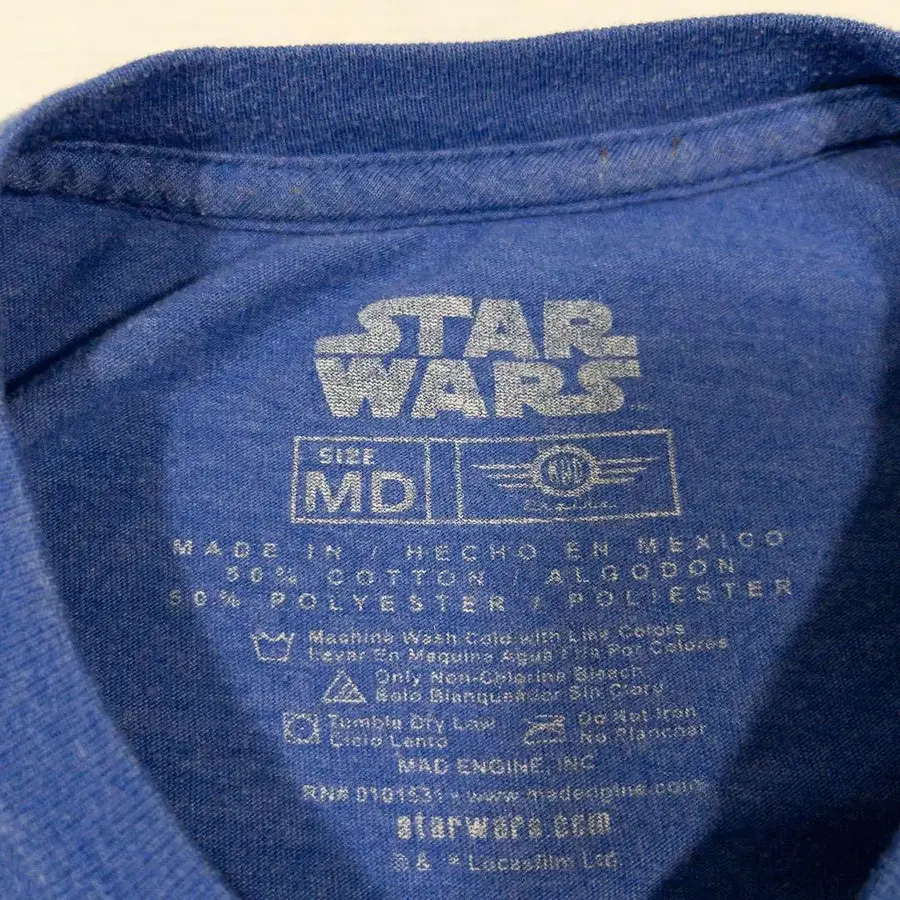 STAR
WARS
SIZE
MD
MADE IN / HECHO EN MEXICO
50% COTTON / ALGODON
50% POLYESTER / POLIESTER
Machine Wash Cold with Like Colors
Lavar En Maquina Agua Fria Por Colores
Only Non-Chlorine Bleach
Solo Blanqueador Sin Cloro
Tumble Dry Low
Ciclo Lento
Do Not Iron
No Planchar
MAD ENGINE, INC
RN# 0101531 • www.madengine.com
starwars.com
© & ™ Lucasfilm Ltd.